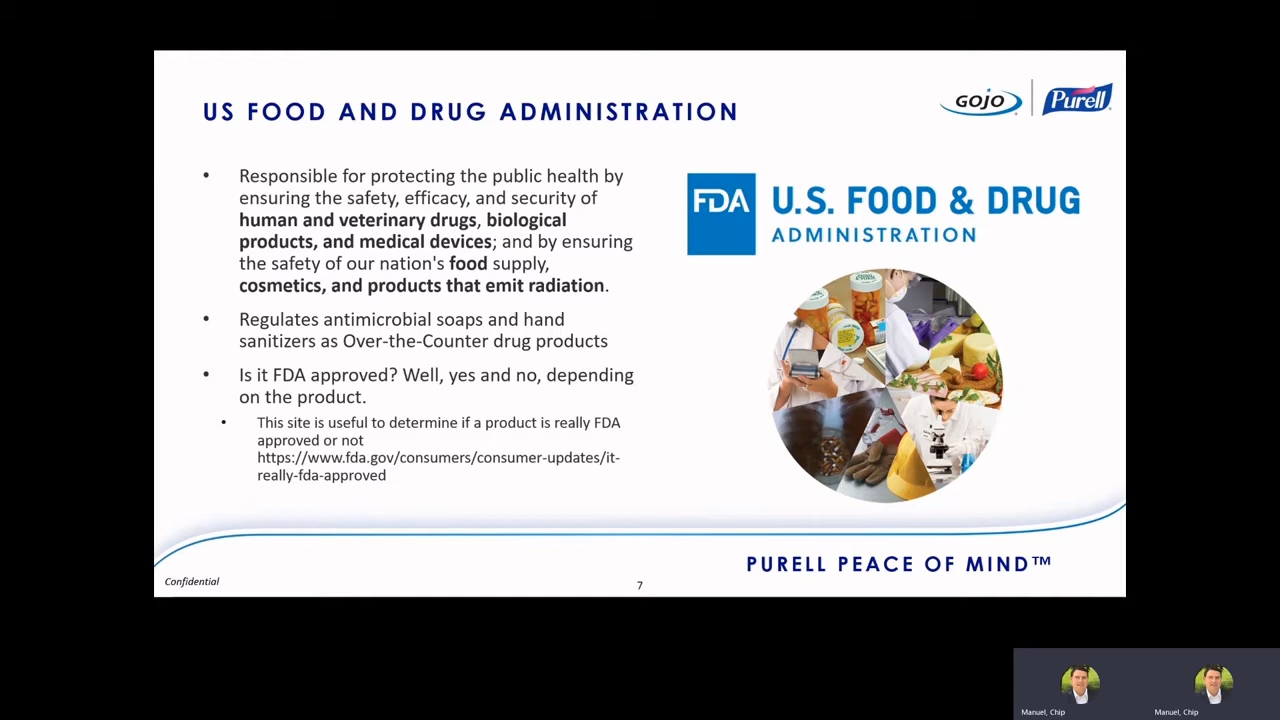 US FOOD AND DRUG ADMINISTRATION
GOJO
Purell
• Responsible for protecting the public health by
ensuring the safety, efficacy, and security of
human and veterinary drugs, biological
products, and medical devices; and by ensuring
the safety of our nation's food supply,
cosmetics, and products that emit radiation.
• Regulates antimicrobial soaps and hand
sanitizers as Over-the-Counter drug products
• Is it FDA approved? Well, yes and no, depending
on the product.
• This site is useful to determine if a product is really FDA
approved or not
https://www.fda.gov/consumers/consumer-updates/it-
really-fda-approved
FDA
U.S. FOOD & DRUG
ADMINISTRATION
PURELL PEACE OF MIND™
Confidential
7
Manuel, Chip
Manuel, Chip